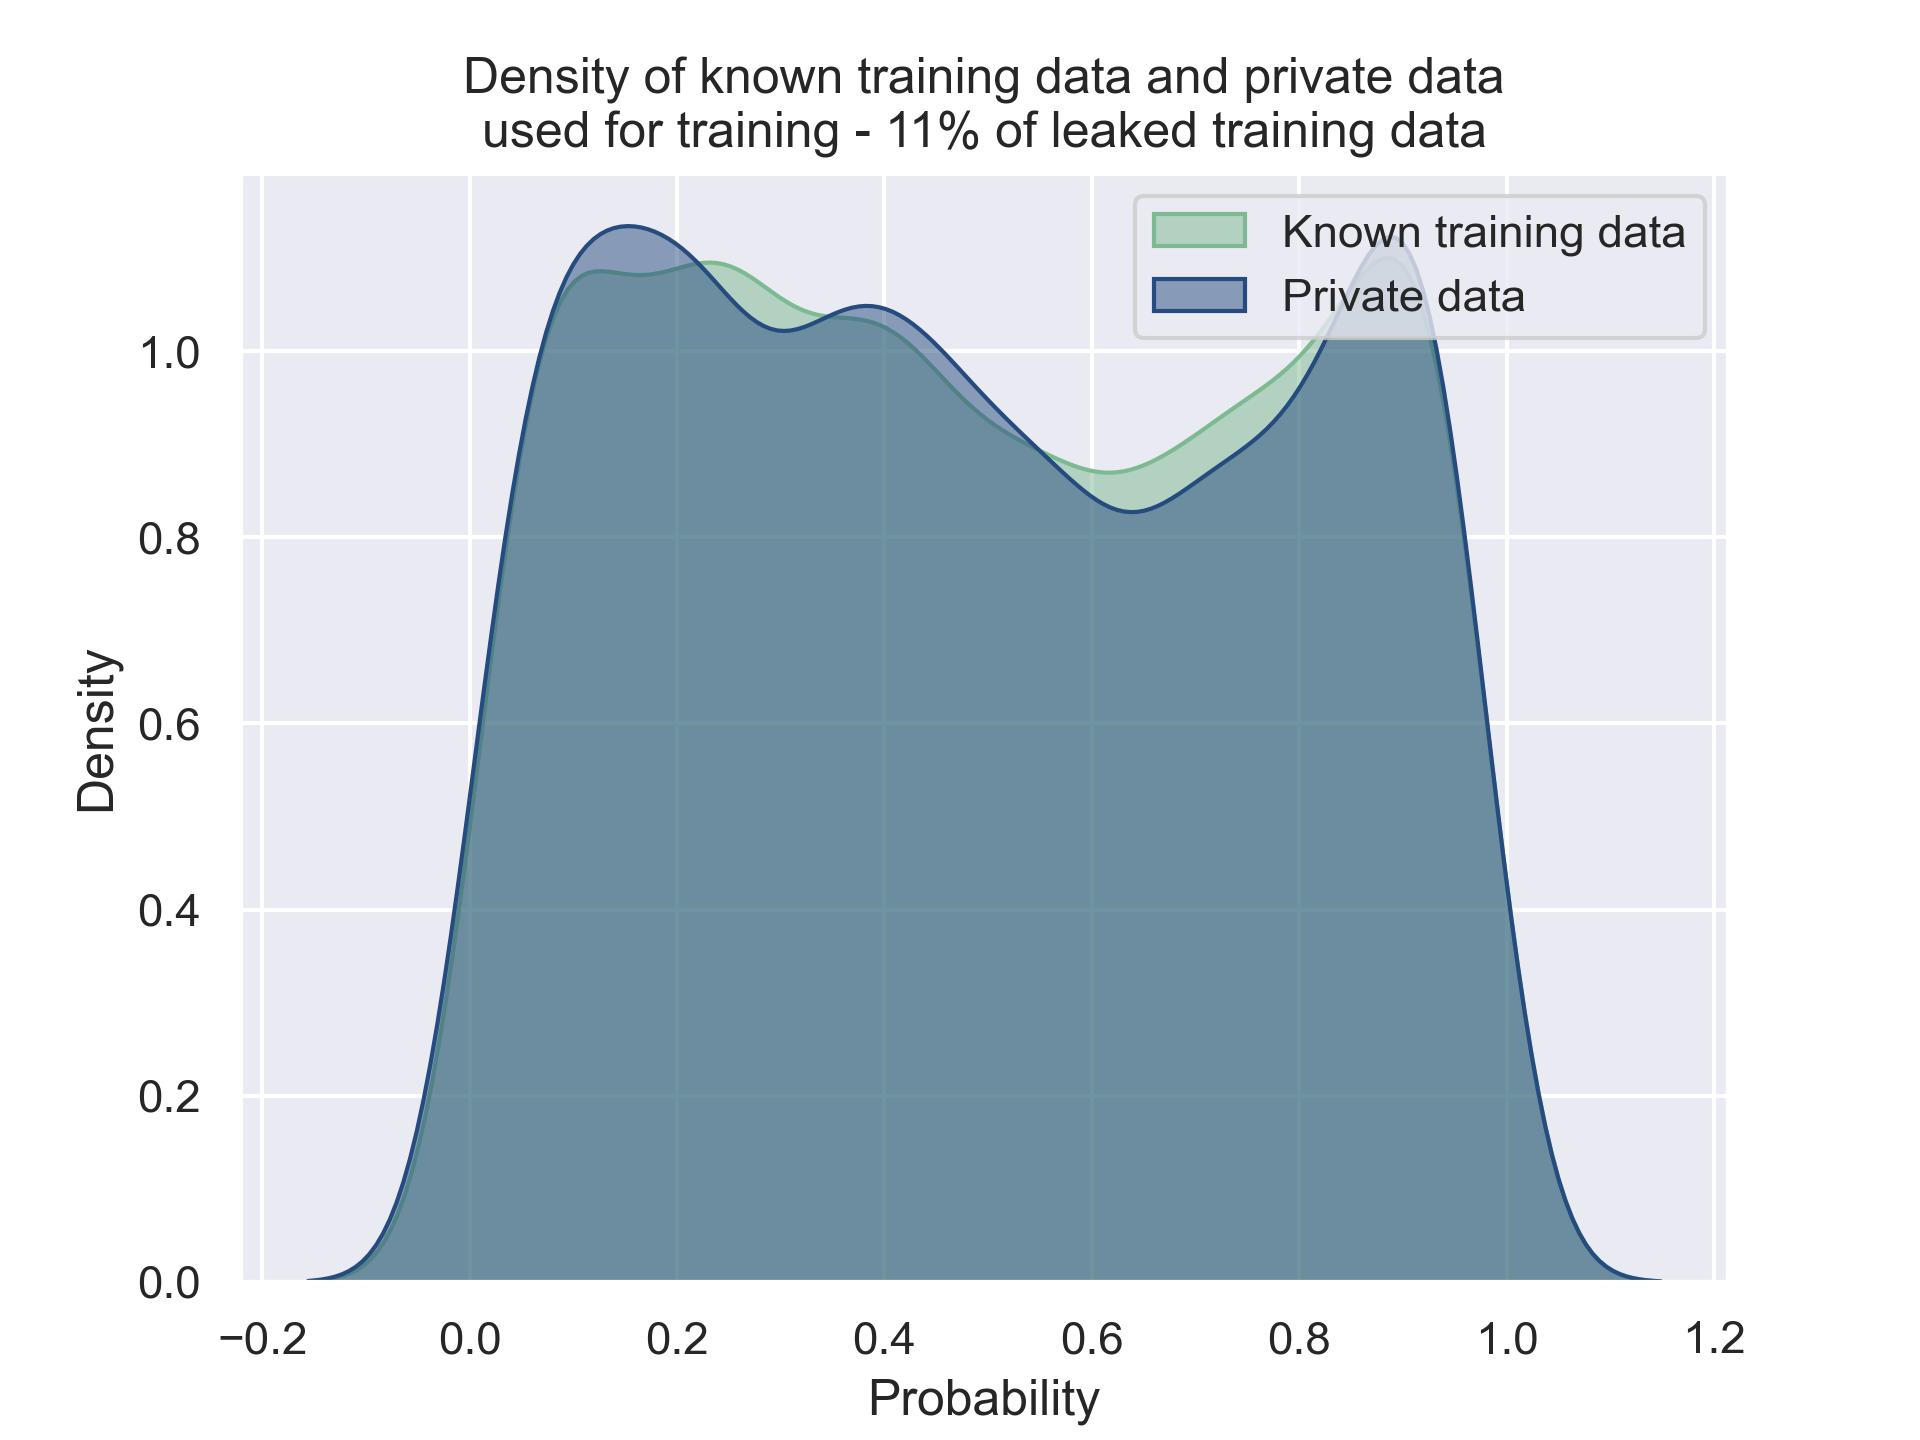 Density of known training data and private data
used for training - 11% of leaked training data
Known training data
Private data
Density
1.0
0.8
0.6
0.4
0.2
0.0
−0.2 0.0 0.2 0.4 0.6 0.8 1.0 1.2
Probability